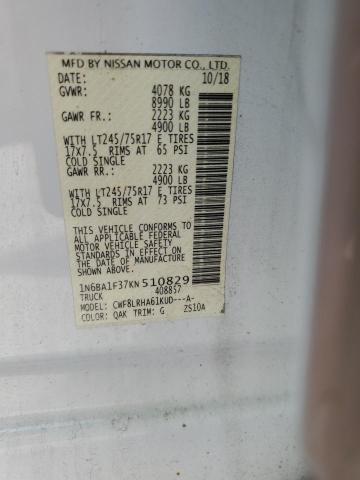 MFD BY NISSAN MOTOR CO., LTD.
DATE: 10/18
GVWR: 4078 KG
8990 LB
GAWR FR.: 2223 KG
4900 LB
WITH LT245/75R17 E TIRES
17X7.5 RIMS AT 65 PSI
COLD SINGLE
GAWR RR.: 2223 KG
4900 LB
WITH LT245/75R17 E TIRES
17X7.5 RIMS AT 73 PSI
COLD SINGLE
THIS VEHICLE CONFORMS TO ALL
APPLICABLE FEDERAL MOTOR VEHICLE
SAFETY STANDARDS IN EFFECT ON THE
DATE OF MANUFACTURE SHOWN ABOVE.
1N6BA1F37KN510829
TRUCK 408857
MODEL: CWF8LRHA61KUD---A-
COLOR: QAK TRIM: G ZS10A